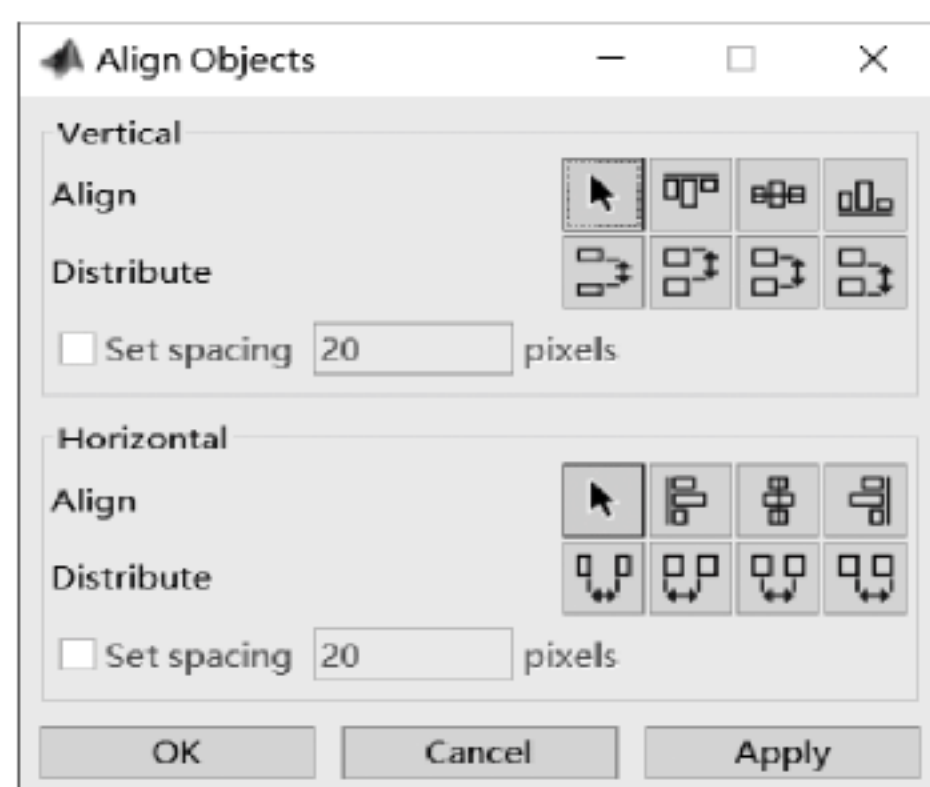 Align Objects
Vertical
Align
Distribute
Set spacing 20 pixels
Horizontal
Align
Distribute
Set spacing 20 pixels
OK Cancel Apply